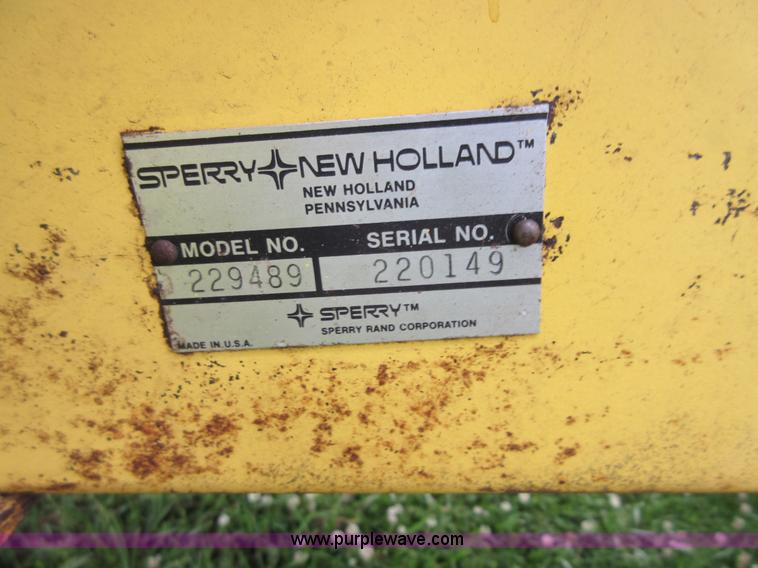 SPERRY NEW HOLLAND™
NEW HOLLAND
PENNSYLVANIA
MODEL NO. SERIAL NO.
229489 220149
SPERRY™
SPERRY RAND CORPORATION
MADE IN U.S.A.
www.purplewave.com